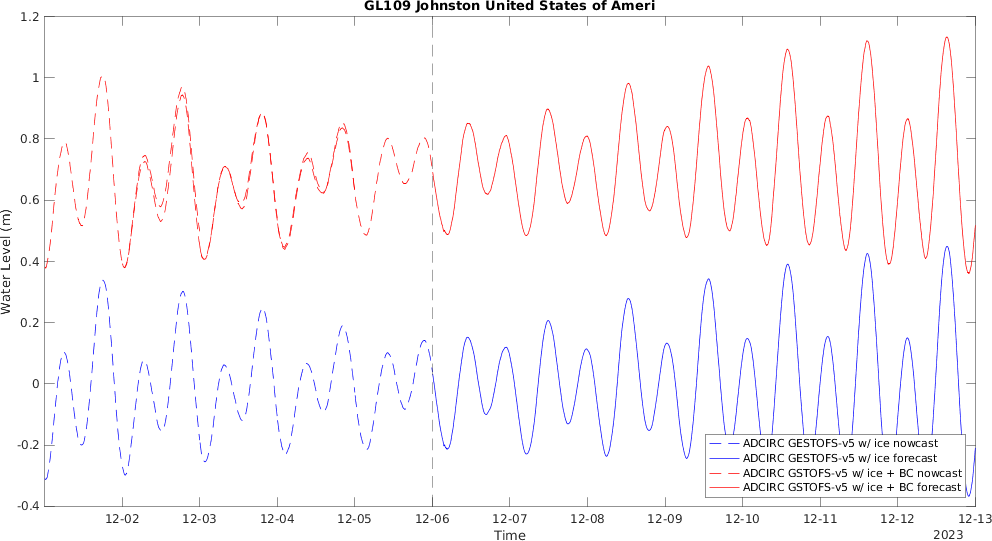 GL109 Johnston United States of Ameri
1.2
1
0.8
0.6
0.4
0.2
0
-0.2
-0.4
Water Level (m)
ADCIRC GESTOFS-v5 w/ ice nowcast
ADCIRC GESTOFS-v5 w/ ice forecast
ADCIRC GSTOFS-v5 w/ ice + BC nowcast
ADCIRC GSTOFS-v5 w/ ice + BC forecast
12-02 12-03 12-04 12-05 12-06 12-07 12-08 12-09 12-10 12-11 12-12 12-13
Time
2023